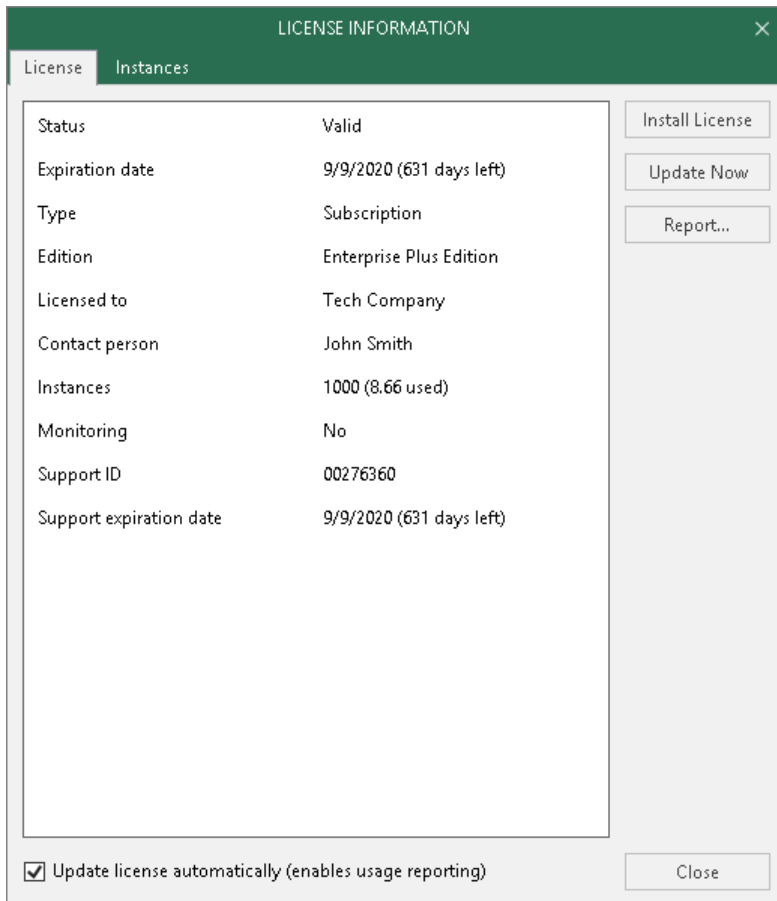 LICENSE INFORMATION
License Instances
Status Valid
Expiration date 9/9/2020 (631 days left)
Type Subscription
Edition Enterprise Plus Edition
Licensed to Tech Company
Contact person John Smith
Instances 1000 (8.66 used)
Monitoring No
Support ID 00276360
Support expiration date 9/9/2020 (631 days left)
Install License
Update Now
Report...
Update license automatically (enables usage reporting)
Close